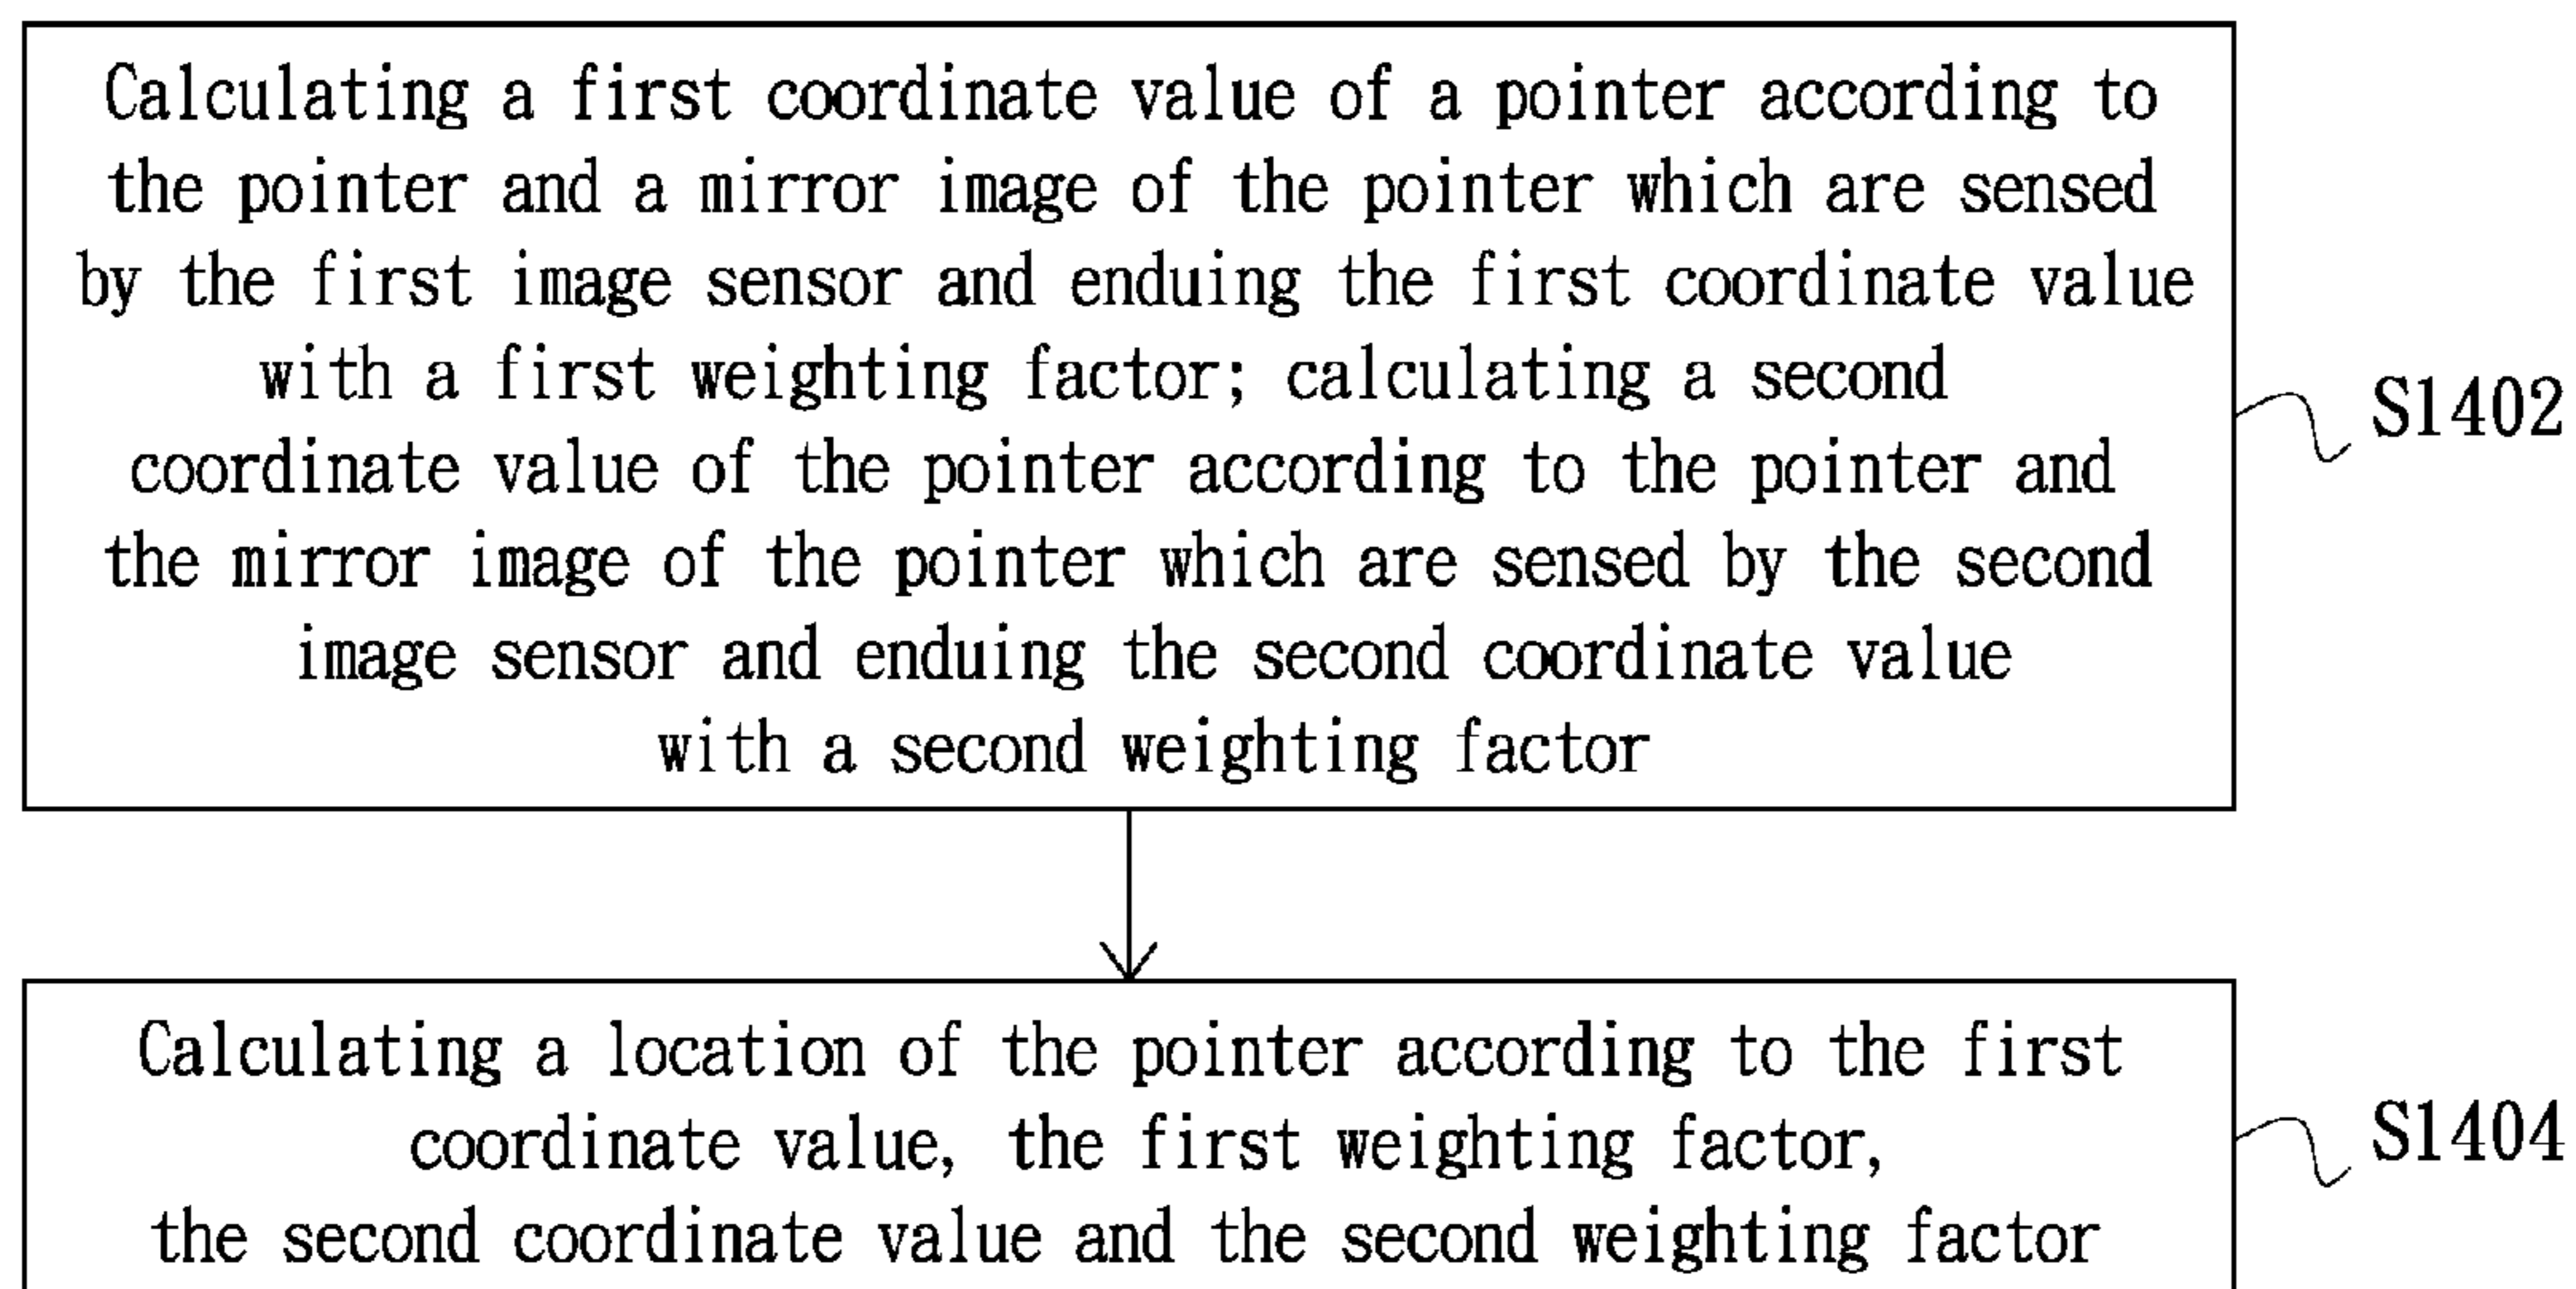 Calculating a first coordinate value of a pointer according to
the pointer and a mirror image of the pointer which are sensed
by the first image sensor and enduing the first coordinate value
with a first weighting factor; calculating a second
coordinate value of the pointer according to the pointer and
the mirror image of the pointer which are sensed by the second
image sensor and enduing the second coordinate value
with a second weighting factor
S1402
Calculating a location of the pointer according to the first
coordinate value, the first weighting factor,
the second coordinate value and the second weighting factor
S1404